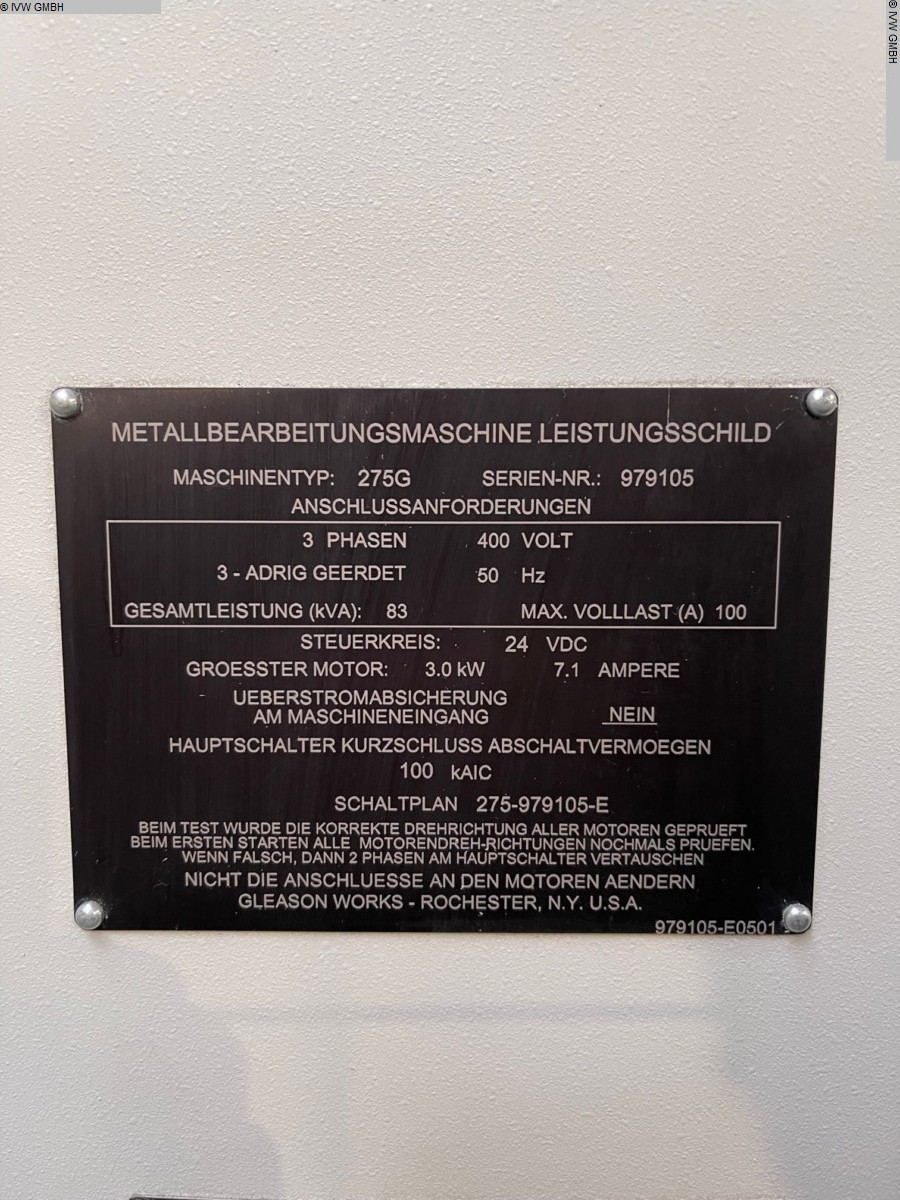 © IVW GMBH
© IVW GMBH
METALLBEARBEITUNGSMASCHINE LEISTUNGSSCHILD
MASCHINENTYP: 275G SERIEN-NR.: 979105
ANSCHLUSSANFORDERUNGEN
3 PHASEN 400 VOLT
3 - ADRIG GEERDET 50 Hz
GESAMTLEISTUNG (kVA): 83 MAX. VOLLLAST (A) 100
STEUERKREIS: 24 VDC
GROESSTER MOTOR: 3.0 kW 7.1 AMPERE
UEBERSTROMABSICHERUNG
AM MASCHINENEINGANG NEIN
HAUPTSCHALTER KURZSCHLUSS ABSCHALTVERMOEGEN
100 kAIC
SCHALTPLAN 275-979105-E
BEIM TEST WURDE DIE KORREKTE DREHRICHTUNG ALLER MOTOREN GEPRUEFT
BEIM ERSTEN STARTEN ALLE MOTORENDREH-RICHTUNGEN NOCHMALS PRUEFEN.
WENN FALSCH, DANN 2 PHASEN AM HAUPTSCHALTER VERTAUSCHEN
NICHT DIE ANSCHLUESSE AN DEN MOTOREN AENDERN
GLEASON WORKS - ROCHESTER, N.Y. U.S.A.
979105-E0501